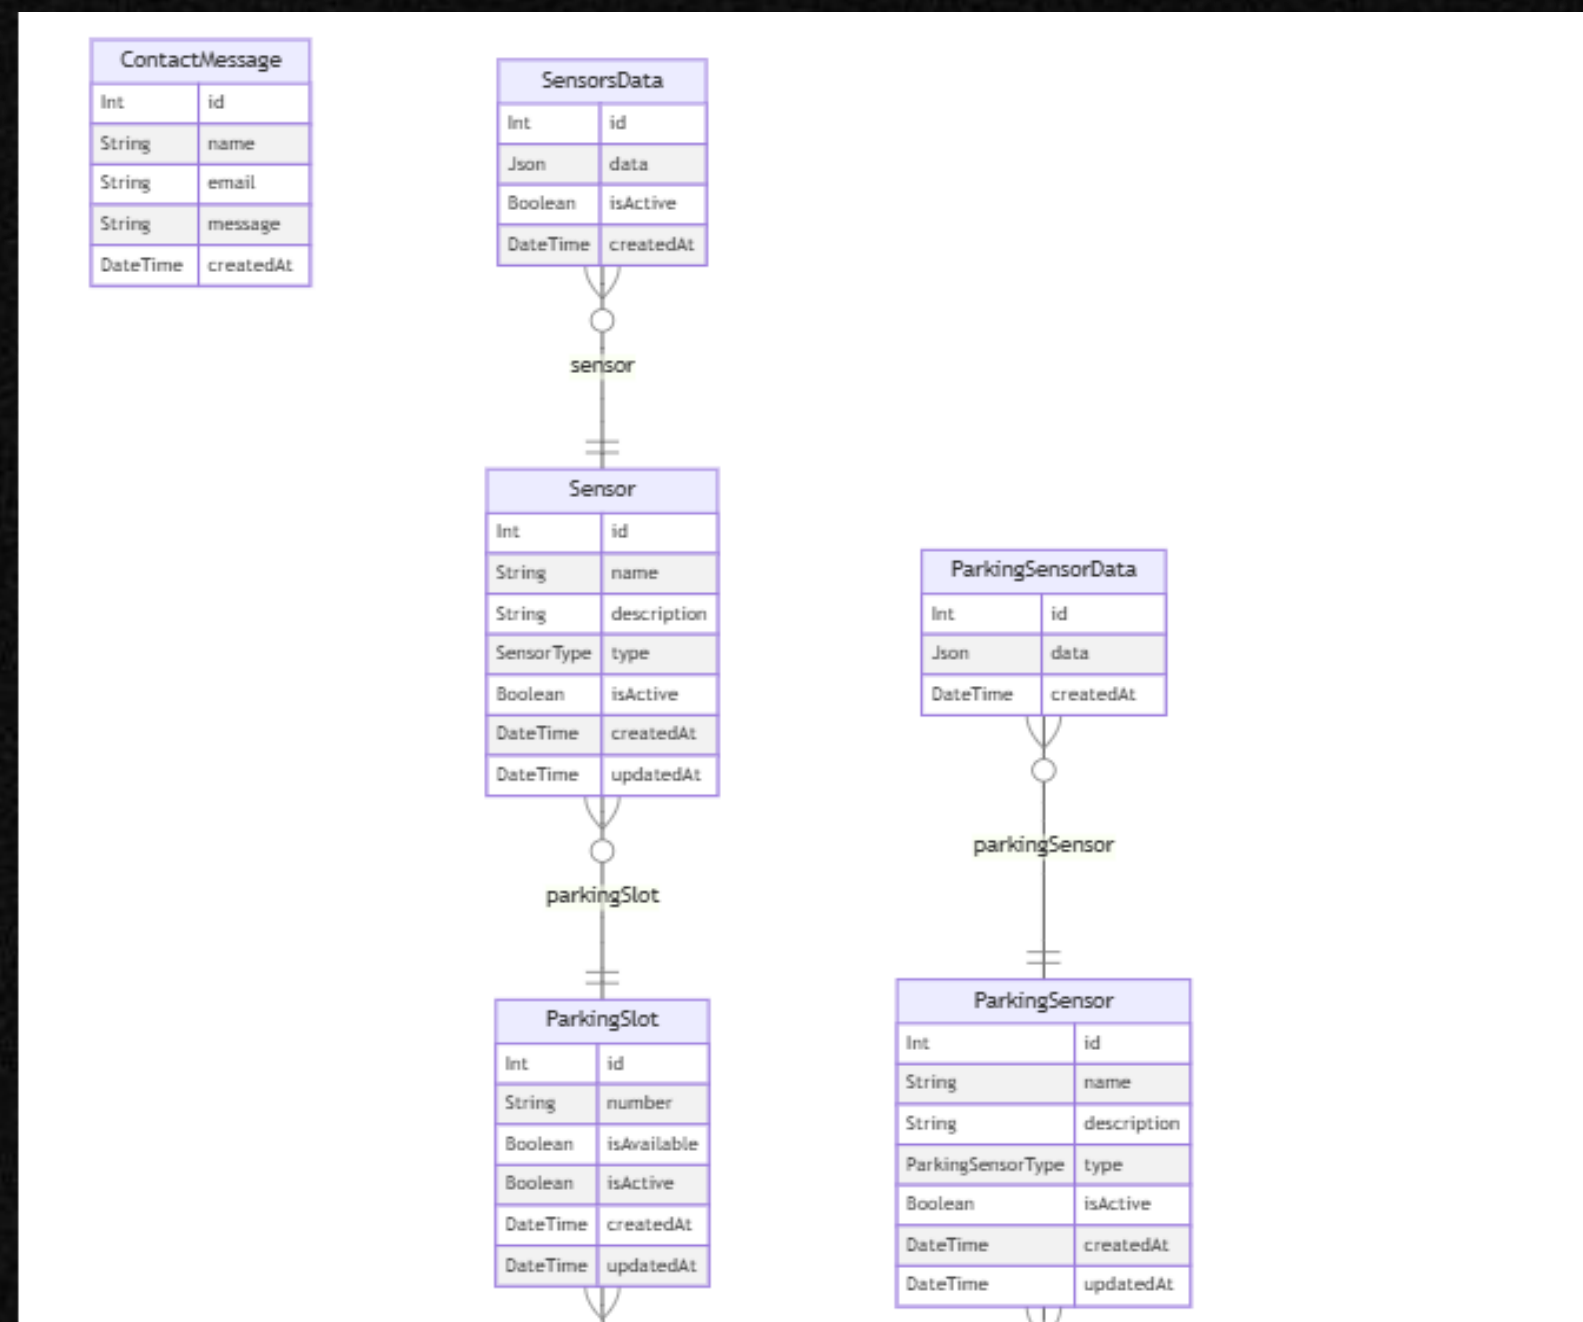 ContactMessage
Int id
String name
String email
String message
DateTime createdAt
SensorsData
Int id
Json data
Boolean isActive
DateTime createdAt
sensor
Sensor
Int id
String name
String description
SensorType type
Boolean isActive
DateTime createdAt
DateTime updatedAt
parkingSlot
ParkingSlot
Int id
String number
Boolean isAvailable
Boolean isActive
DateTime createdAt
DateTime updatedAt
ParkingSensorData
Int id
Json data
DateTime createdAt
parkingSensor
ParkingSensor
Int id
String name
String description
ParkingSensorType type
Boolean isActive
DateTime createdAt
DateTime updatedAt